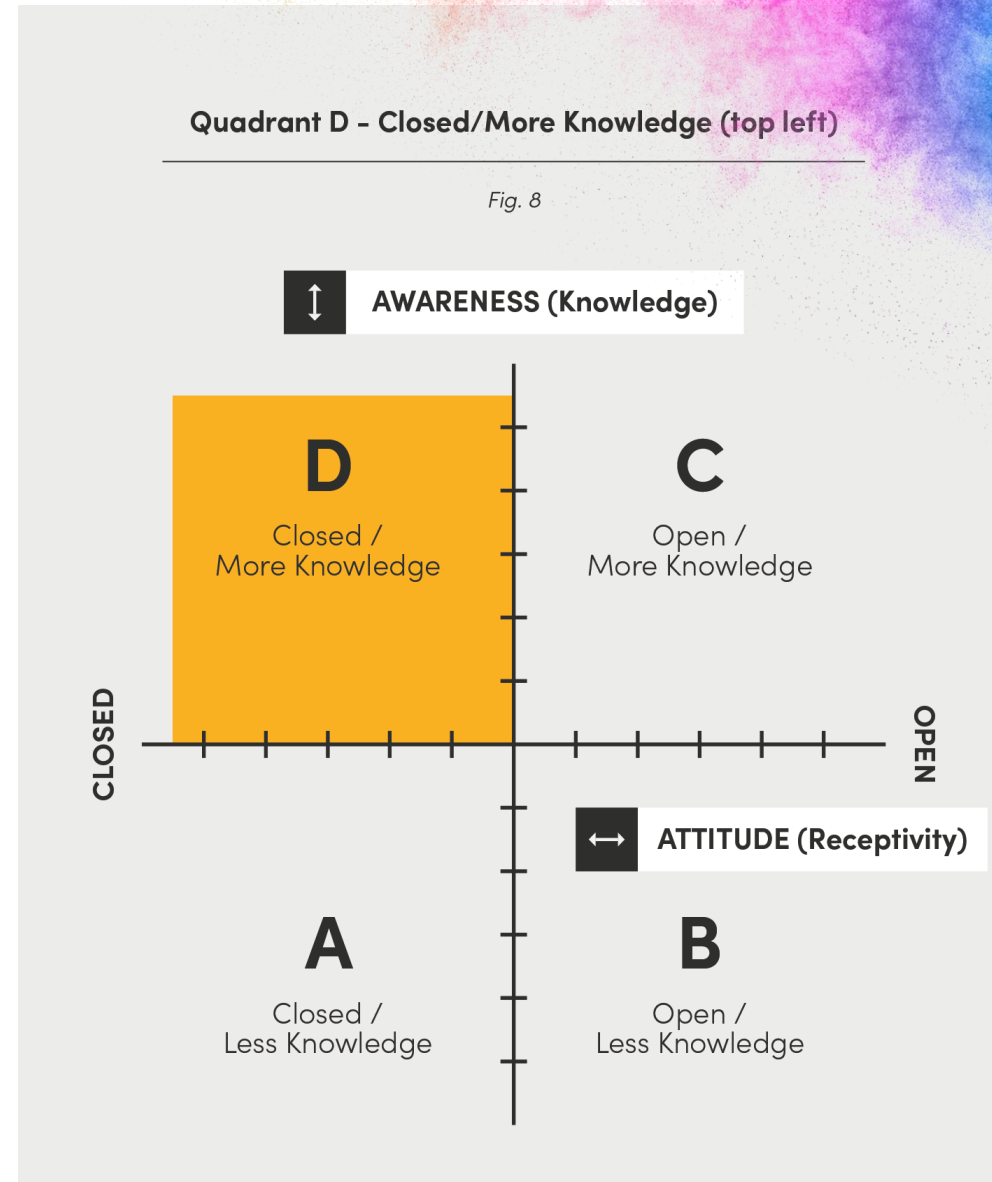 Quadrant D - Closed/More Knowledge (top left)
Fig. 8
AWARENESS (Knowledge)
D
Closed /
More Knowledge
C
Open /
More Knowledge
CLOSED
OPEN
ATTITUDE (Receptivity)
A
Closed /
Less Knowledge
B
Open /
Less Knowledge